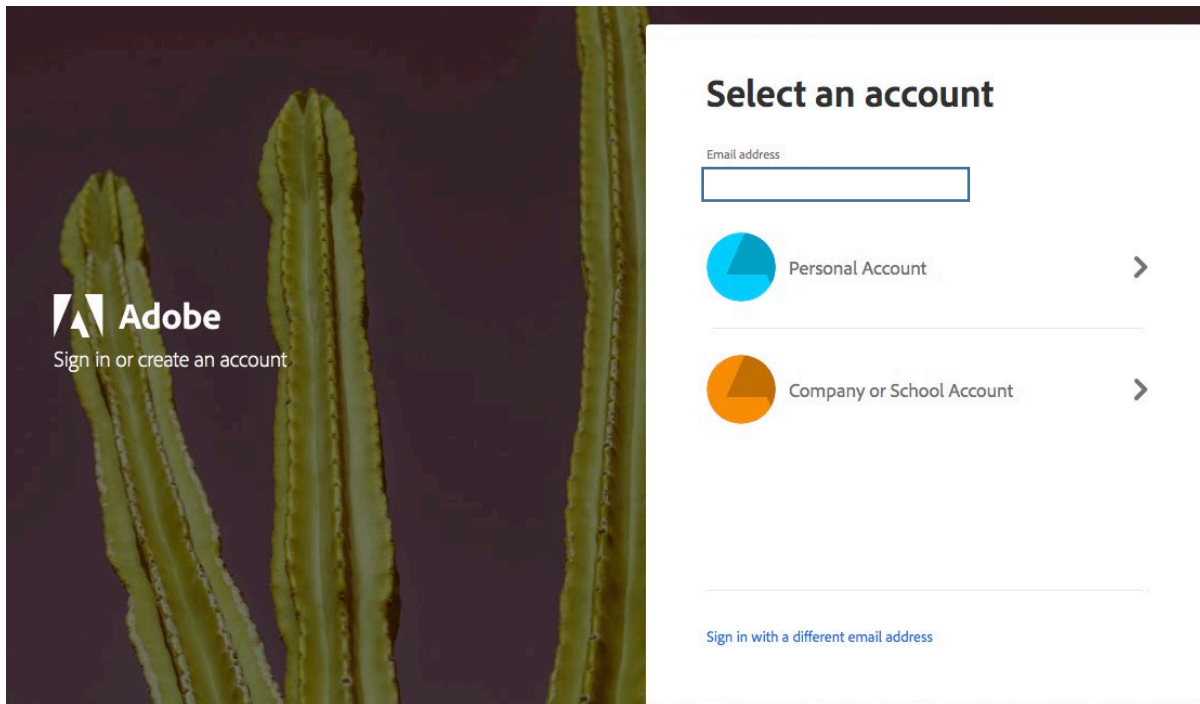 Adobe
Sign in or create an account
Select an account
Email address
Personal Account
Company or School Account
Sign in with a different email address